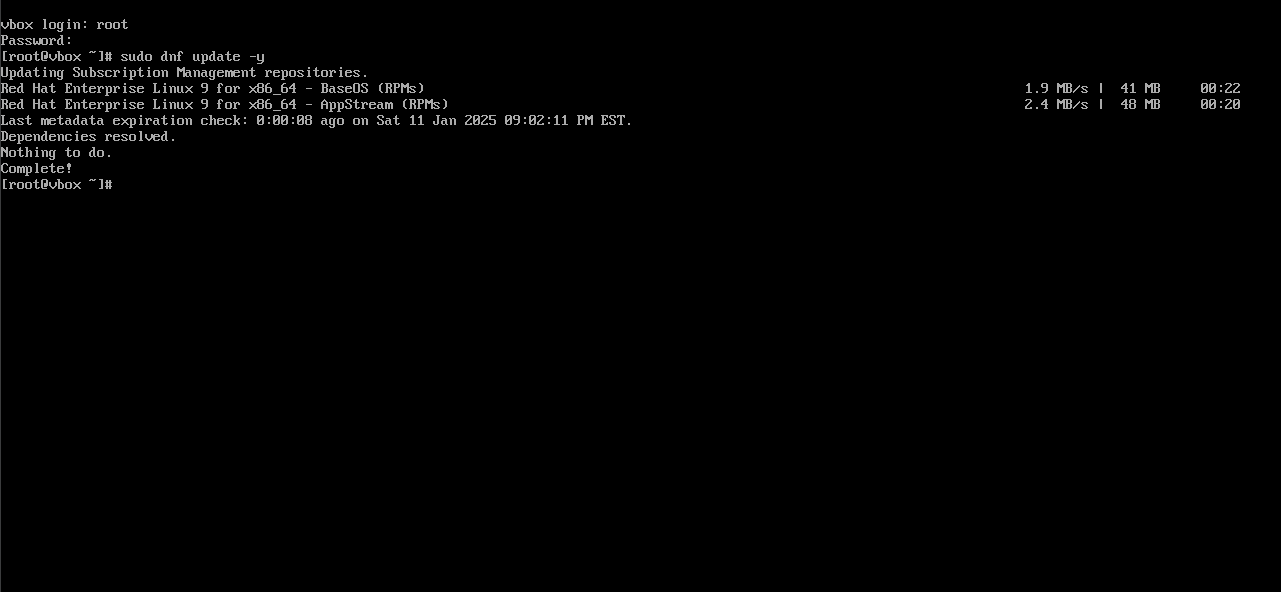 vbox login: root
Password:
[root@vbox ~]# sudo dnf update -y
Updating Subscription Management repositories.
Red Hat Enterprise Linux 9 for x86_64 - BaseOS (RPMs) 1.9 MB/s | 41 MB 00:22
Red Hat Enterprise Linux 9 for x86_64 - AppStream (RPMs) 2.4 MB/s | 48 MB 00:20
Last metadata expiration check: 0:00:08 ago on Sat 11 Jan 2025 09:02:11 PM EST.
Dependencies resolved.
Nothing to do.
Complete!
[root@vbox ~]#